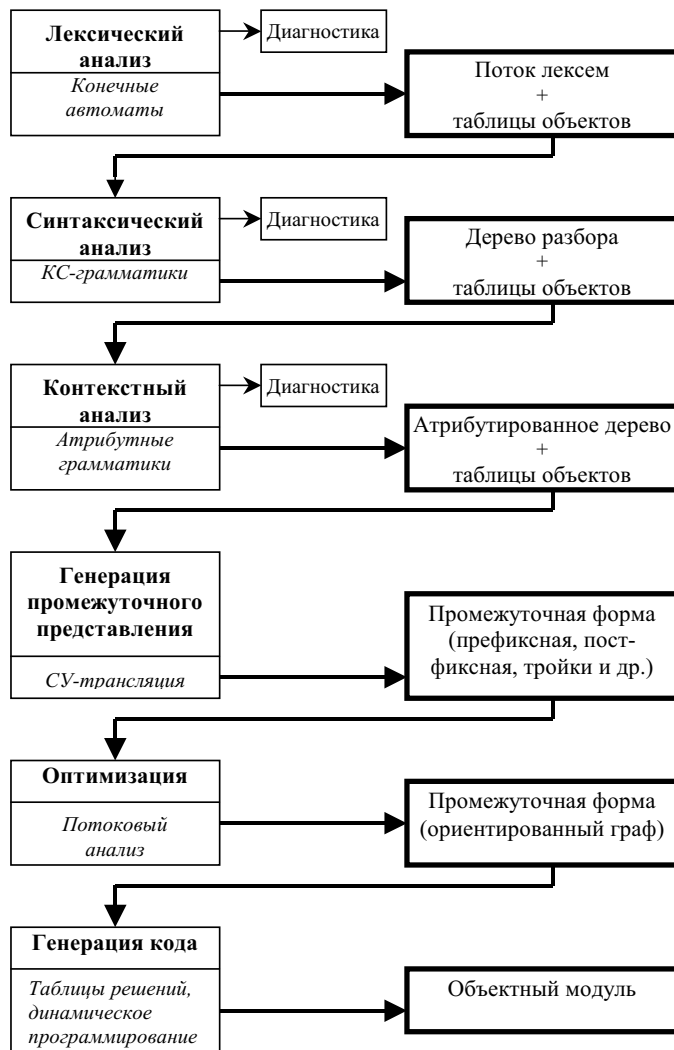 Лексический
анализ
Диагностика
Конечные
автоматы
Поток лексем
+
таблицы объектов
Синтаксический
анализ
Диагностика
КС-грамматики
Дерево разбора
+
таблицы объектов
Контекстный
анализ
Диагностика
Атрибутные
грамматики
Атрибутированное дерево
+
таблицы объектов
Генерация
промежуточного
представления
СУ-трансляция
Промежуточная форма
(префиксная, пост-
фиксная, тройки и др.)
Оптимизация
Потоковый
анализ
Промежуточная форма
(ориентированный граф)
Генерация кода
Таблицы решений,
динамическое
программирование
Объектный модуль